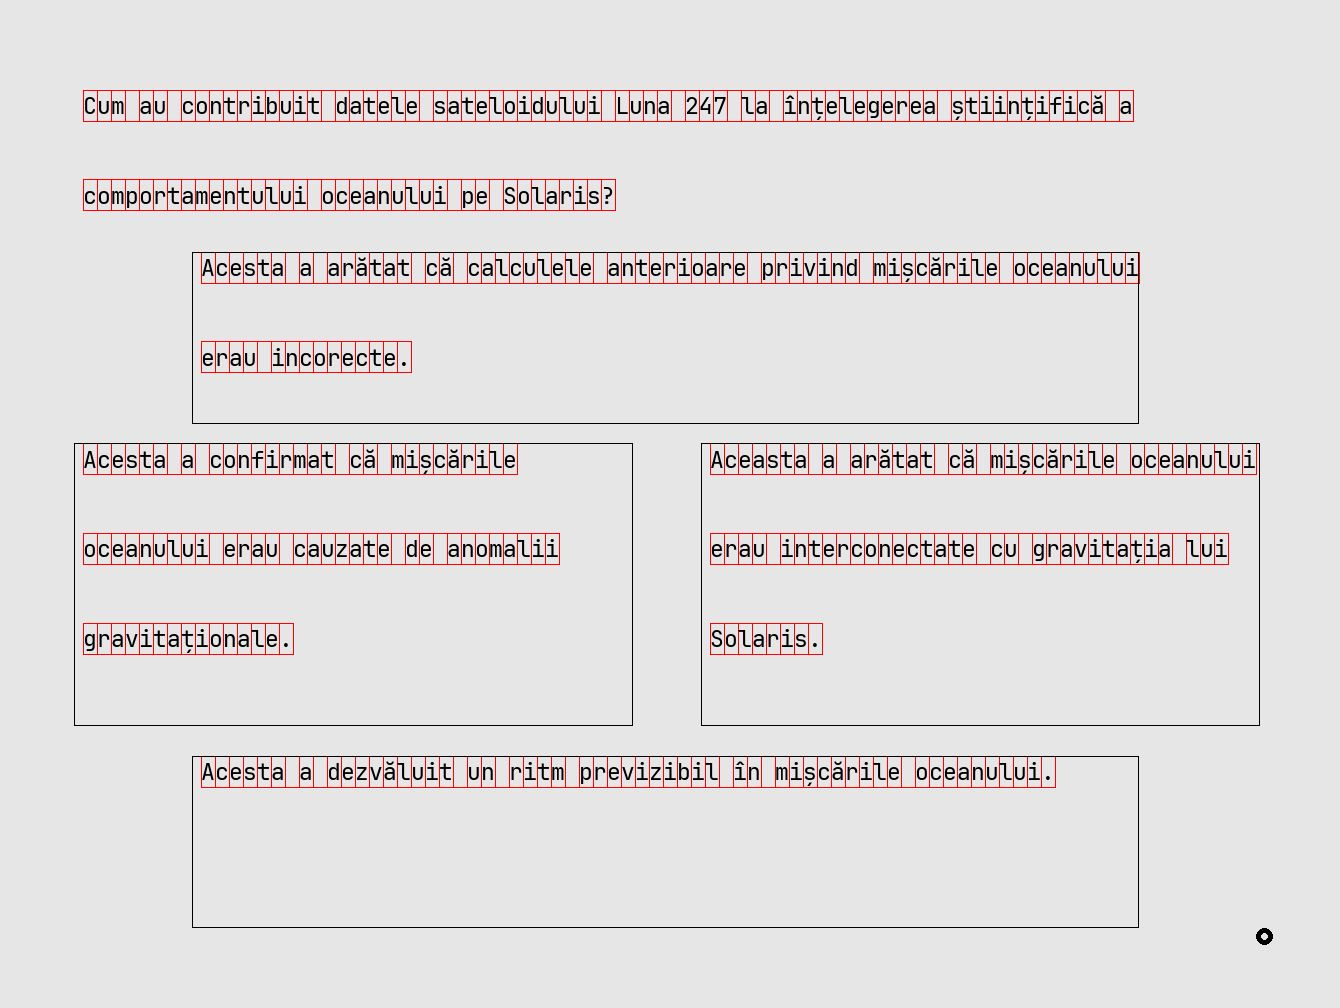 Cum au contribuit datele sateloidului Luna 247 la înțelegerea științifică a
comportamentului oceanului pe Solaris?
Acesta a arătat că calculele anterioare privind mișcările oceanului
erau incorecte.
Acesta a confirmat că mișcările
oceanului erau cauzate de anomalii
gravitaționale.
Aceasta a arătat că mișcările oceanului
erau interconectate cu gravitația lui
Solaris.
Acesta a dezvăluit un ritm previzibil în mișcările oceanului.